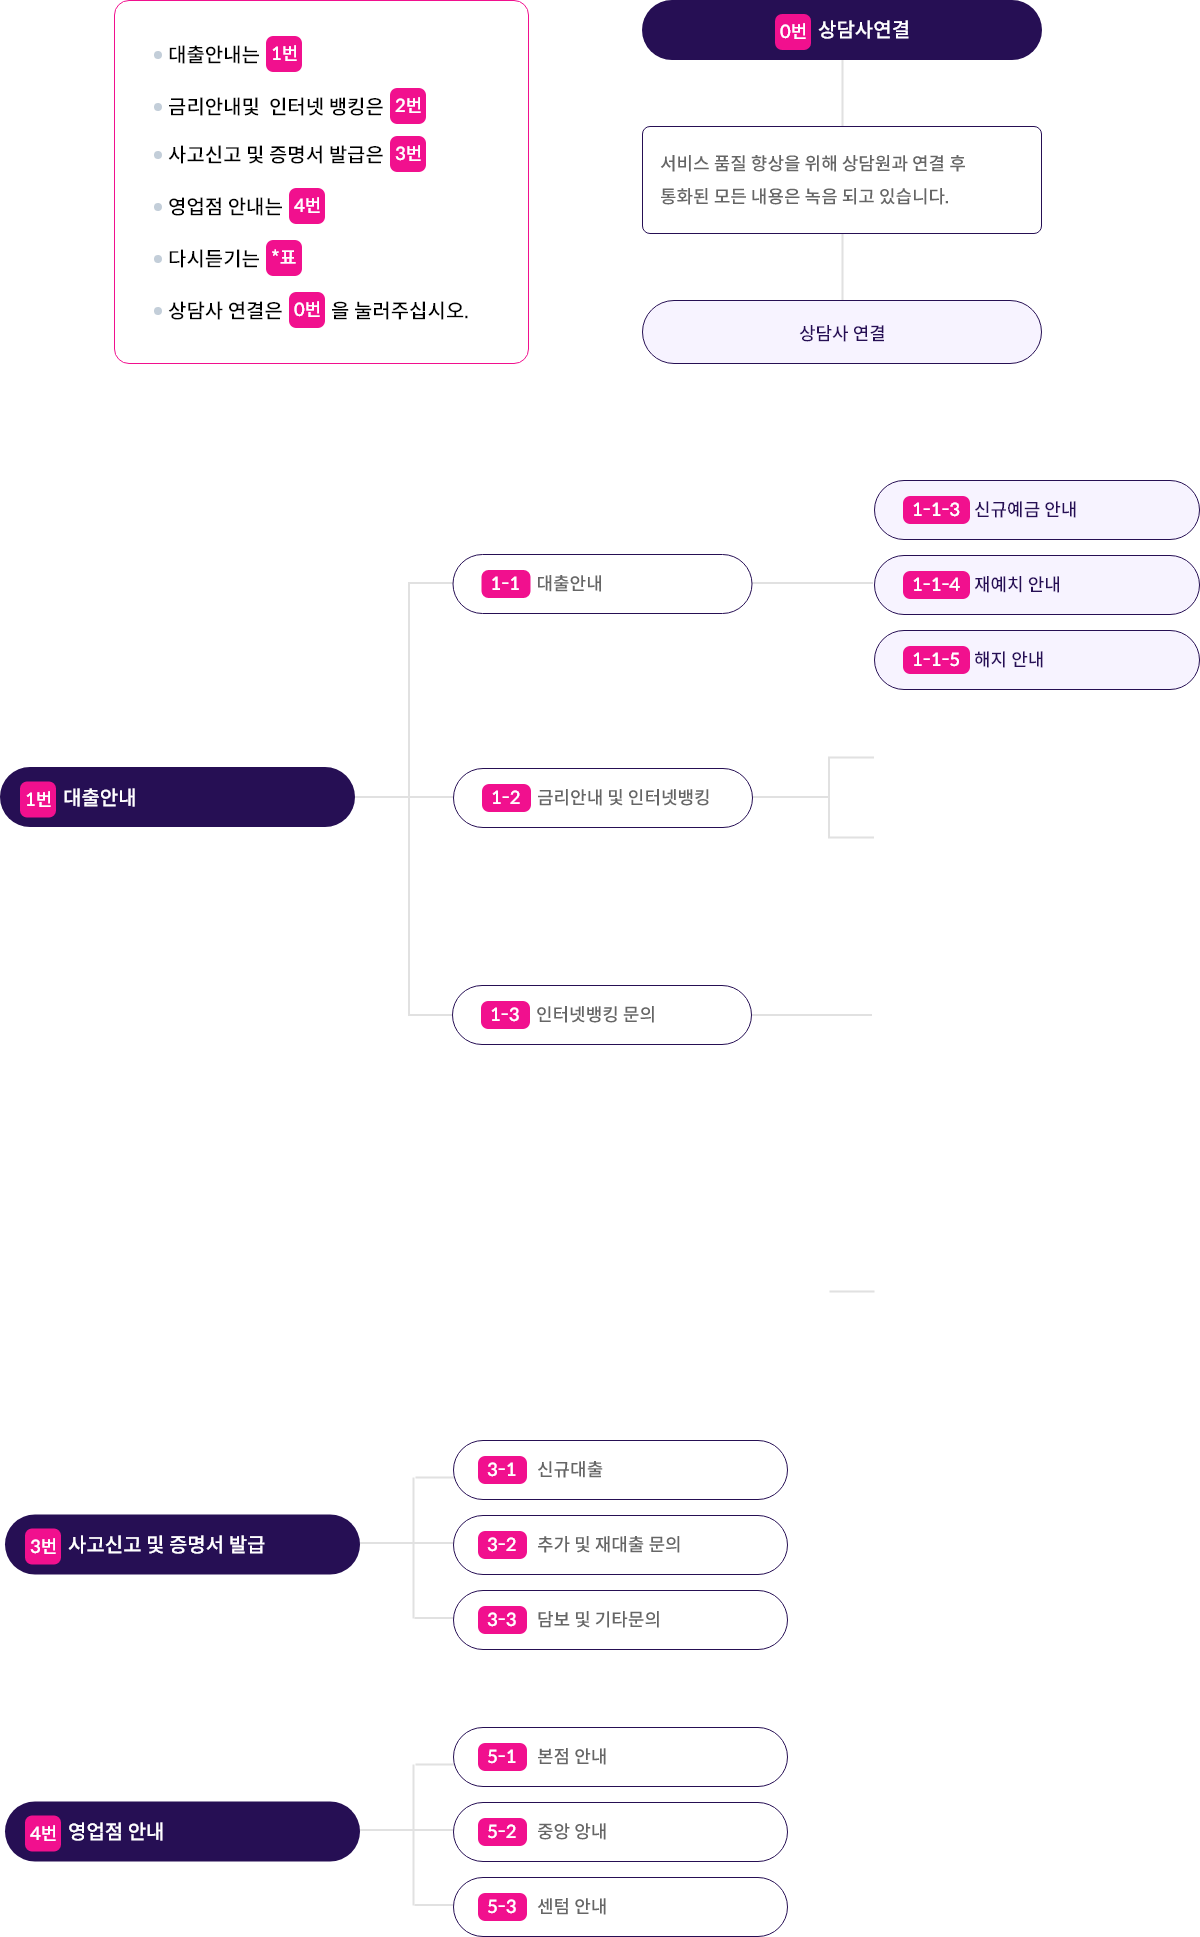 대출안내는 1번
금리안내및 인터넷 뱅킹은 2번
사고신고 및 증명서 발급은 3번
영업점 안내는 4번
다시듣기는 *표
상담사 연결은 0번 을 눌러주십시오.
0번 상담사연결
서비스 품질 향상을 위해 상담원과 연결 후
통화된 모든 내용은 녹음 되고 있습니다.
상담사 연결
1번 대출안내
1-1 대출안내
1-1-3 신규예금 안내
1-1-4 재예치 안내
1-1-5 해지 안내
1-2 금리안내 및 인터넷뱅킹
1-3 인터넷뱅킹 문의
3번 사고신고 및 증명서 발급
3-1 신규대출
3-2 추가 및 재대출 문의
3-3 담보 및 기타문의
4번 영업점 안내
5-1 본점 안내
5-2 중앙 앙내
5-3 센텀 안내